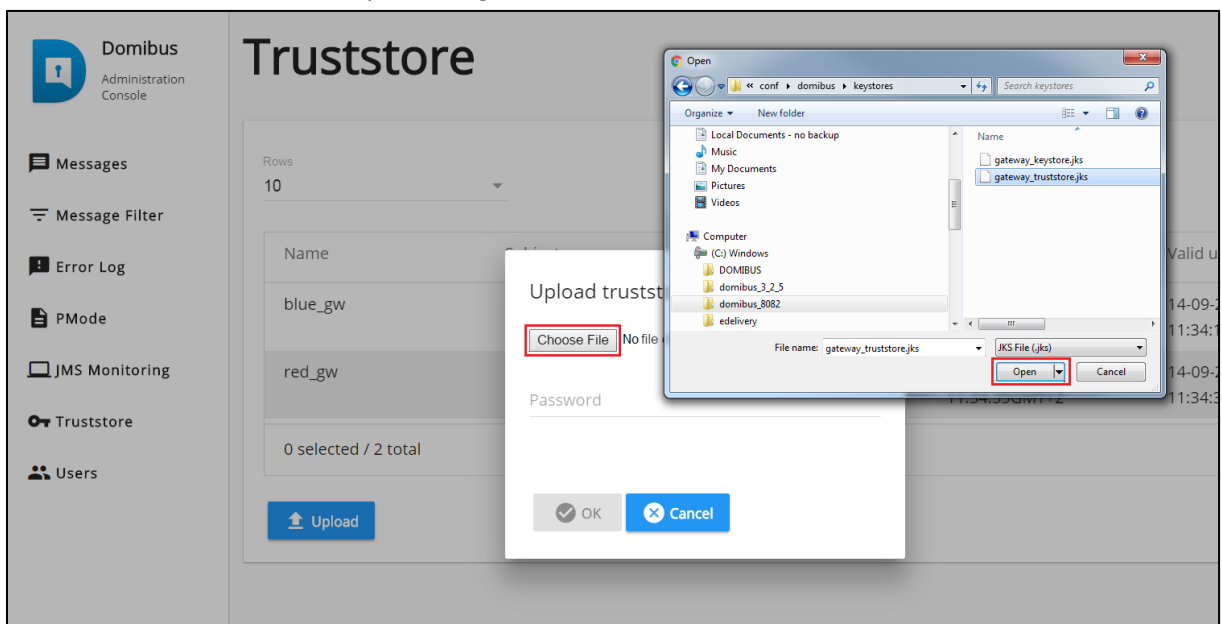 Domibus
Administration
Console
Messages
Message Filter
Error Log
PMode
JMS Monitoring
Truststore
Users
Truststore
Rows
10
Name
blue_gw
red_gw
0 selected / 2 total
Upload
Valid u
14-09-2
11:34:1
14-09-2
11:34:3
Upload trustst
Choose File No file
Password
OK
Cancel
Open
« conf domibus keystores
Search keystores
Organize New folder
Local Documents - no backup
Music
My Documents
Pictures
Videos
Computer
(C:) Windows
DOMIBUS
domibus_3_2_5
domibus_8082
edelivery
Name
gateway_keystore.jks
gateway_truststore.jks
File name: gateway_truststore.jks
JKS File (.jks)
Open Cancel